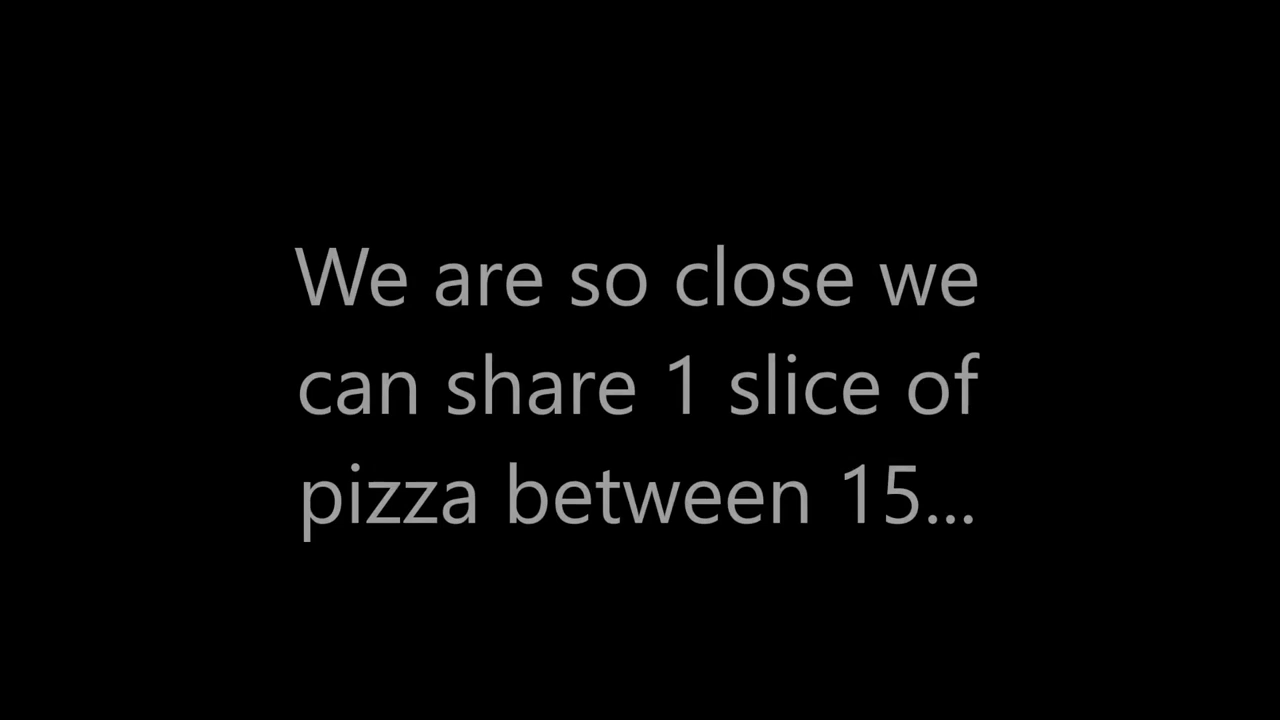 We are so close we
can share 1 slice of
pizza between 15...